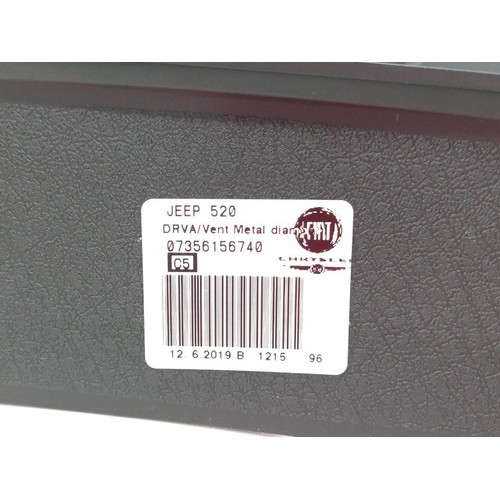 JEEP 520
DRVA/Vent Metal diam
FIAT
07356156740
CHRYSLER
C5
12. 6.2019 B 1215 96